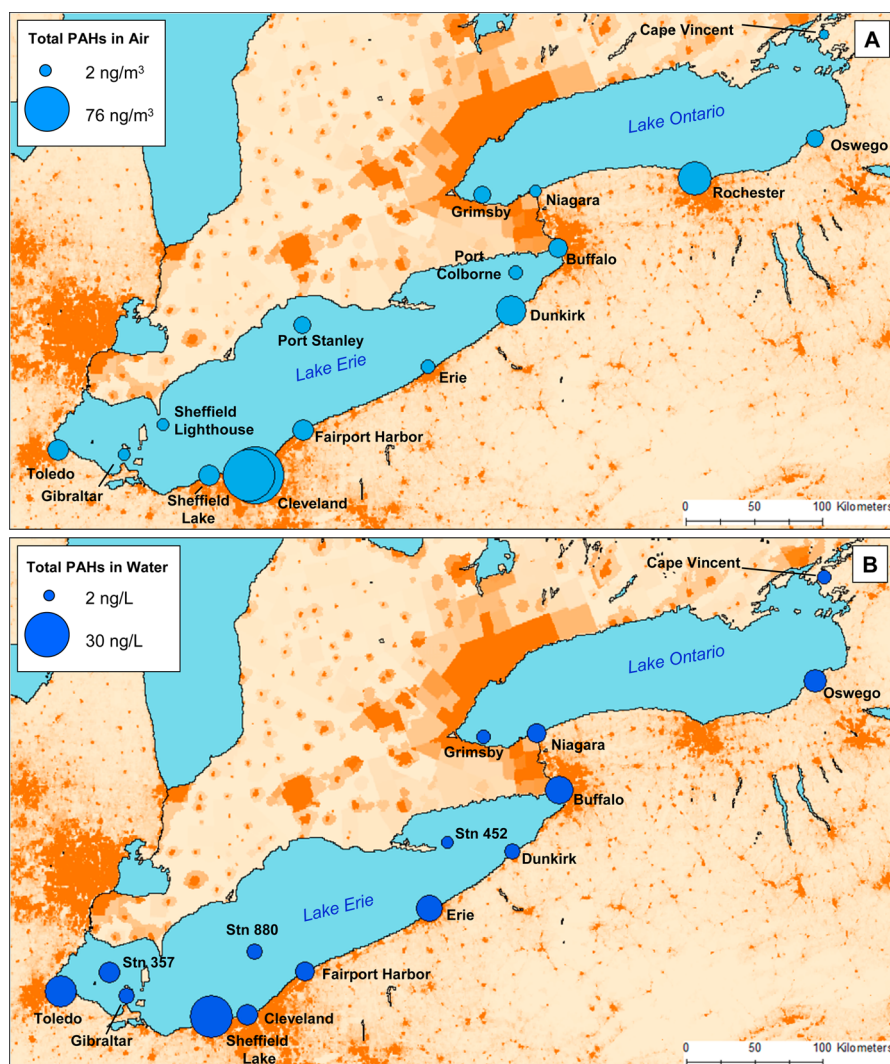 Total PAHs in Air
2 ng/m³
76 ng/m³
Cape Vincent
A
Lake Ontario
Oswego
Rochester
Grimsby
Niagara
Port
Colborne
Buffalo
Dunkirk
Port Stanley
Lake Erie
Erie
Sheffield
Lighthouse
Fairport Harbor
Toledo
Gibraltar
Sheffield
Lake
Cleveland
0 50 100 Kilometers
Total PAHs in Water
2 ng/L
30 ng/L
Cape Vincent
B
Lake Ontario
Oswego
Grimsby
Niagara
Buffalo
Stn 452
Dunkirk
Lake Erie
Erie
Stn 880
Stn 357
Fairport Harbor
Toledo
Gibraltar
Cleveland
Sheffield
Lake
0 50 100 Kilometers